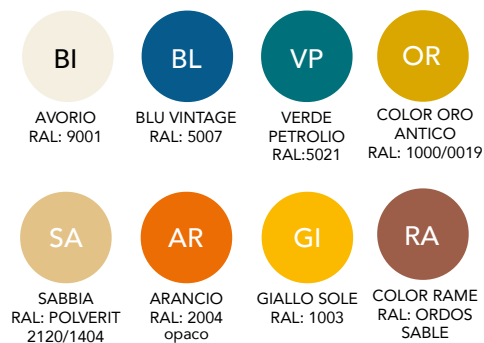 BI
AVORIO
RAL: 9001
BL
BLU VINTAGE
RAL: 5007
VP
VERDE
PETROLIO
RAL:5021
OR
COLOR ORO
ANTICO
RAL: 1000/0019
SA
SABBIA
RAL: POLVERIT
2120/1404
AR
ARANCIO
RAL: 2004
opaco
GI
GIALLO SOLE
RAL: 1003
RA
COLOR RAME
RAL: ORDOS
SABLE